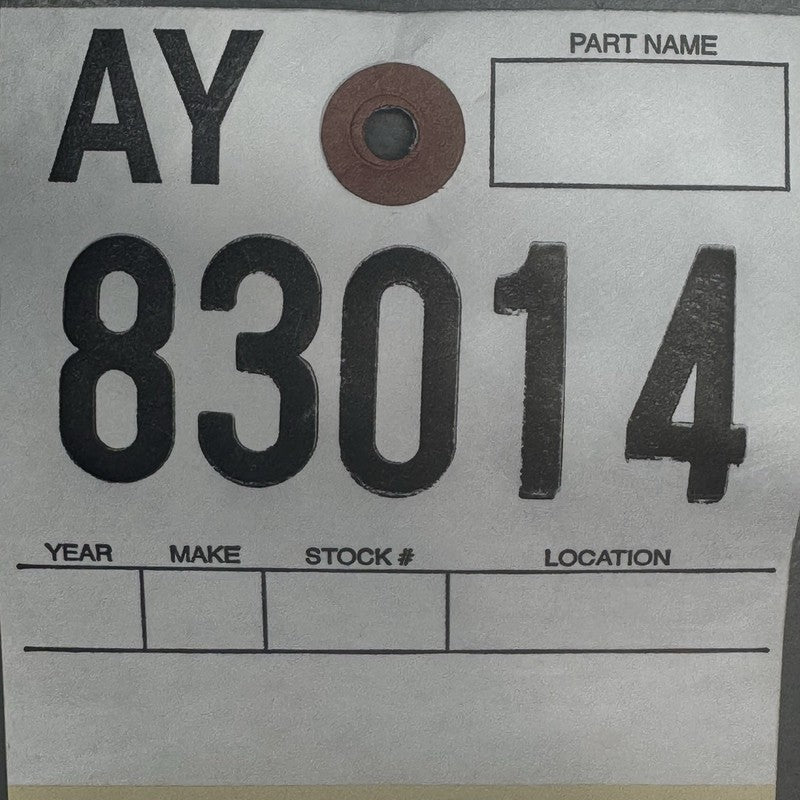 AY
PART NAME
83014
YEAR MAKE STOCK # LOCATION